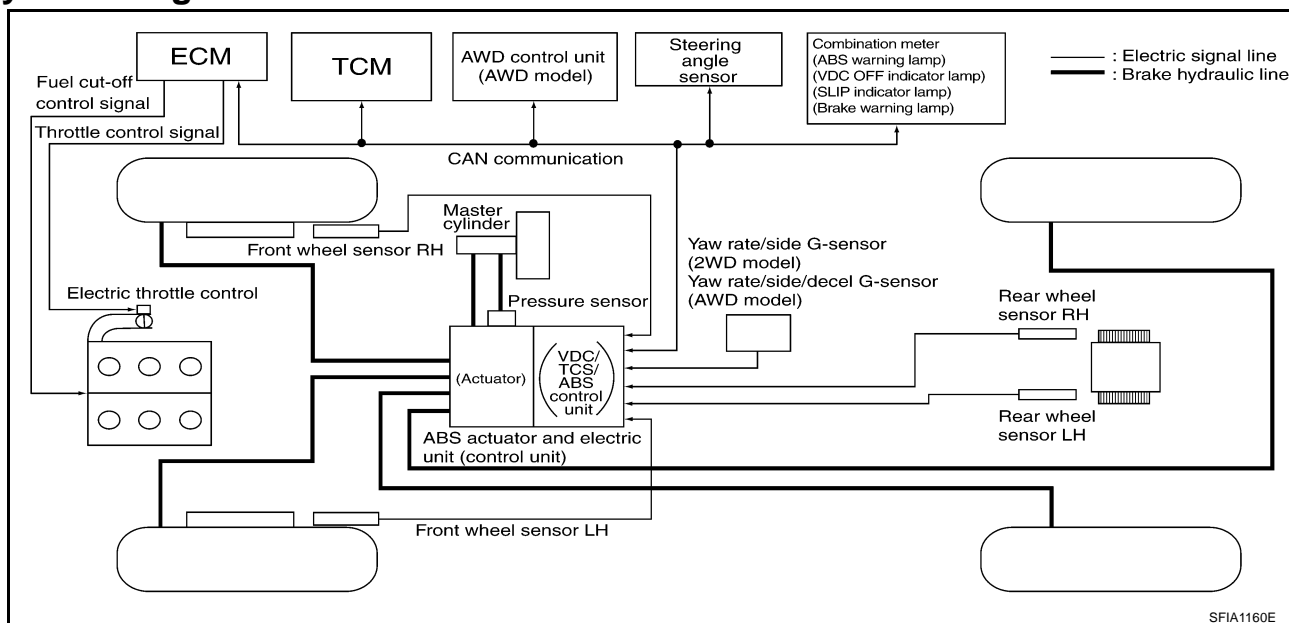 ECM
TCM
AWD control unit
(AWD model)
Steering
angle
sensor
Combination meter
(ABS warning lamp)
(VDC OFF indicator lamp)
(SLIP indicator lamp)
(Brake warning lamp)
: Electric signal line
: Brake hydraulic line
Fuel cut-off
control signal
Throttle control signal
CAN communication
Front wheel sensor RH
Master
cylinder
Pressure sensor
Yaw rate/side G-sensor
(2WD model)
Yaw rate/side/decel G-sensor
(AWD model)
Electric throttle control
Rear wheel
sensor RH
(Actuator)
VDC/
TCS/
ABS
control
unit
Rear wheel
sensor LH
ABS actuator and electric
unit (control unit)
Front wheel sensor LH
SFIA1160E